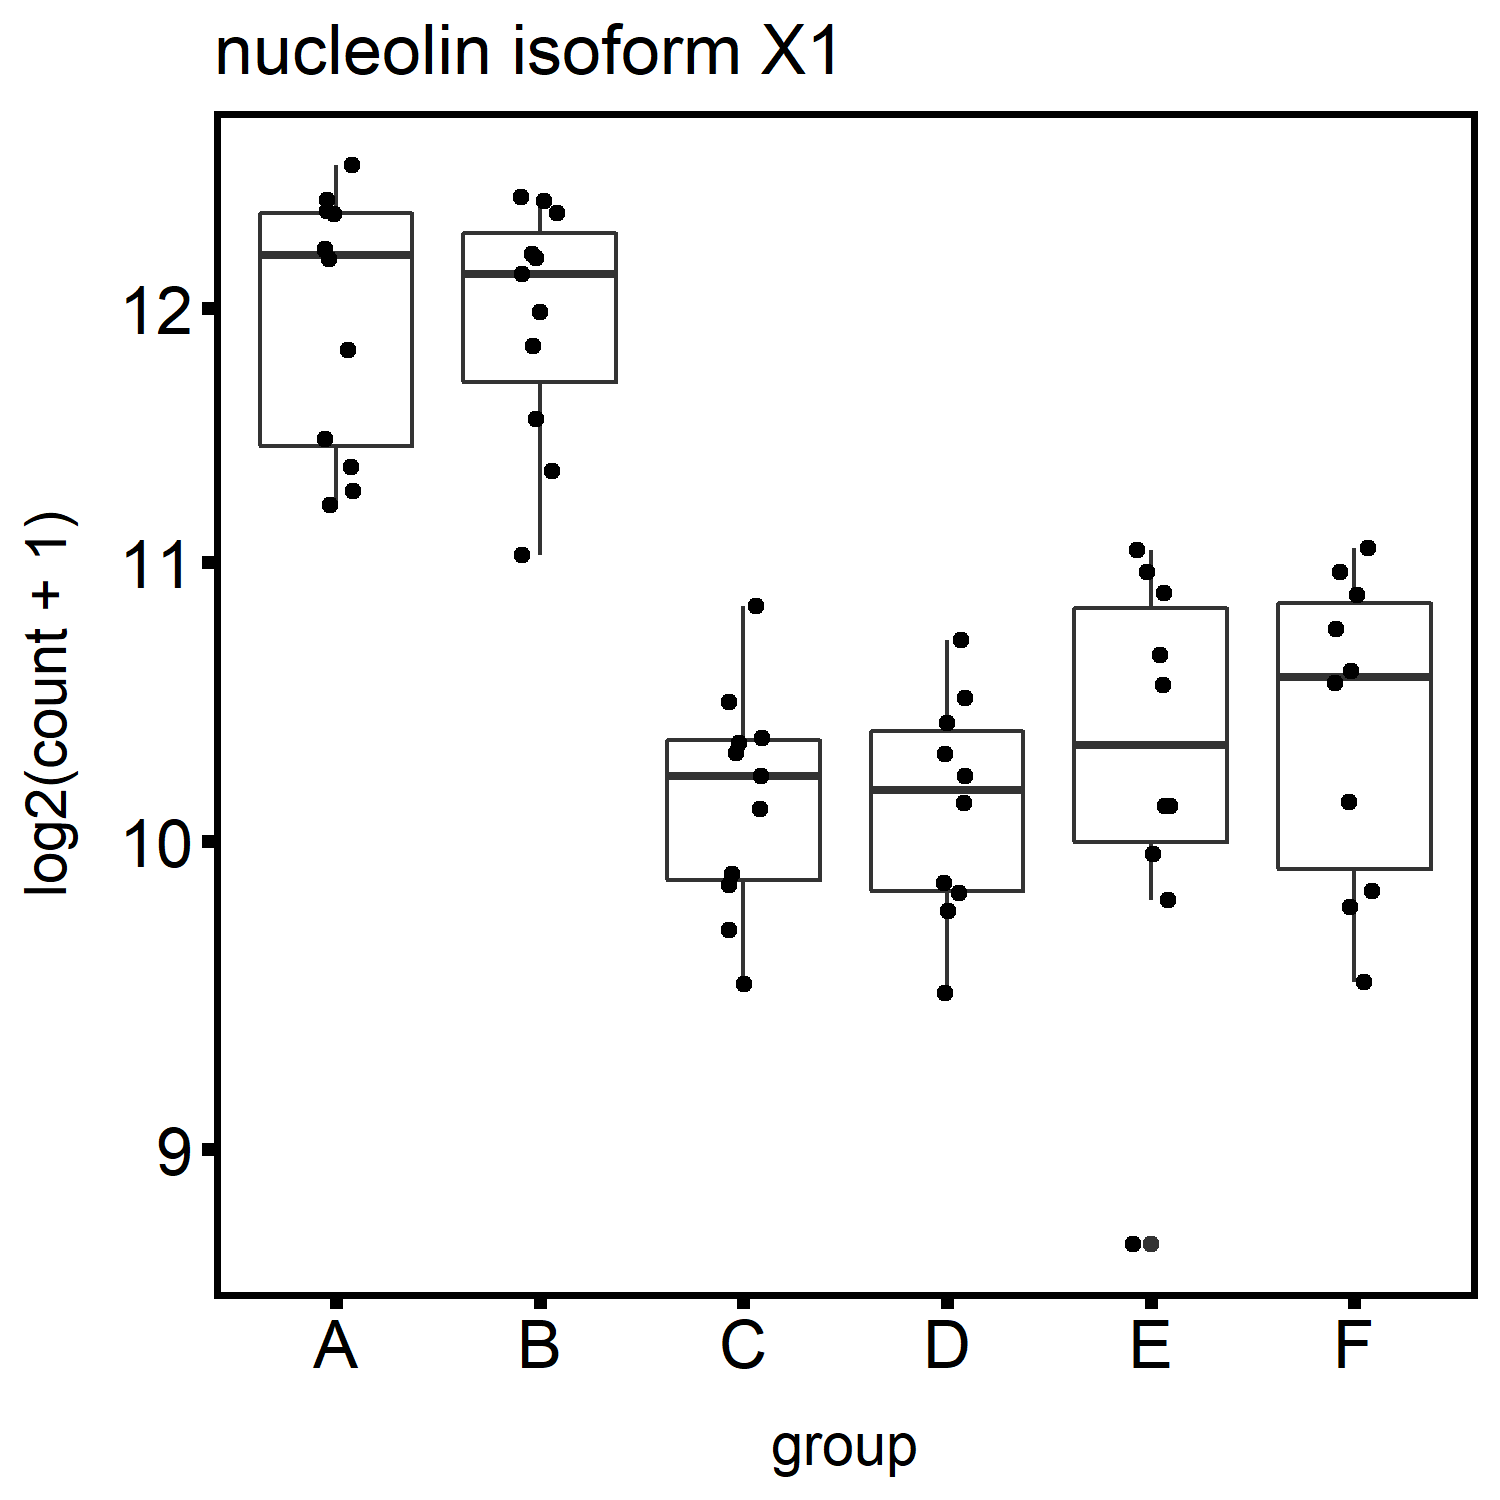 nucleolin isoform X1
log2(count + 1)
12
11
10
9
A B C D E F
group